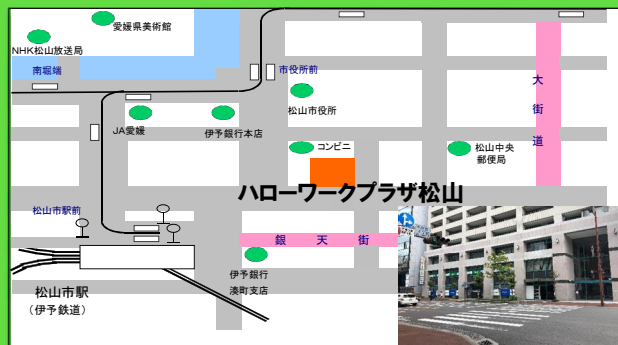 愛媛県美術館
NHK松山放送局
南堀端
市役所前
大街道
松山市役所
JA愛媛
伊予銀行本店
コンビニ
松山中央
郵便局
ハローワークプラザ松山
松山市駅前
銀天街
伊予銀行
湊町支店
松山市駅
（伊予鉄道）